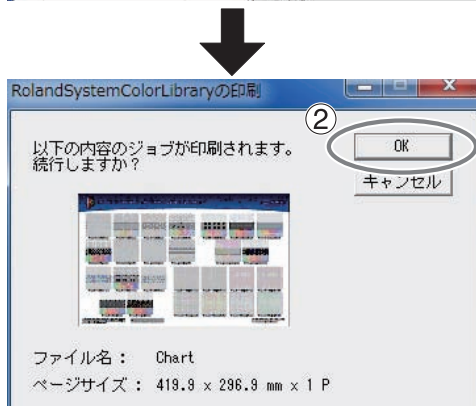 RolandSystemColorLibraryの印刷
②
以下の内容のジョブが印刷されます。
続行しますか？
OK
キャンセル
ファイル名： Chart
ページサイズ： 419.9 x 296.9 mm x 1 P